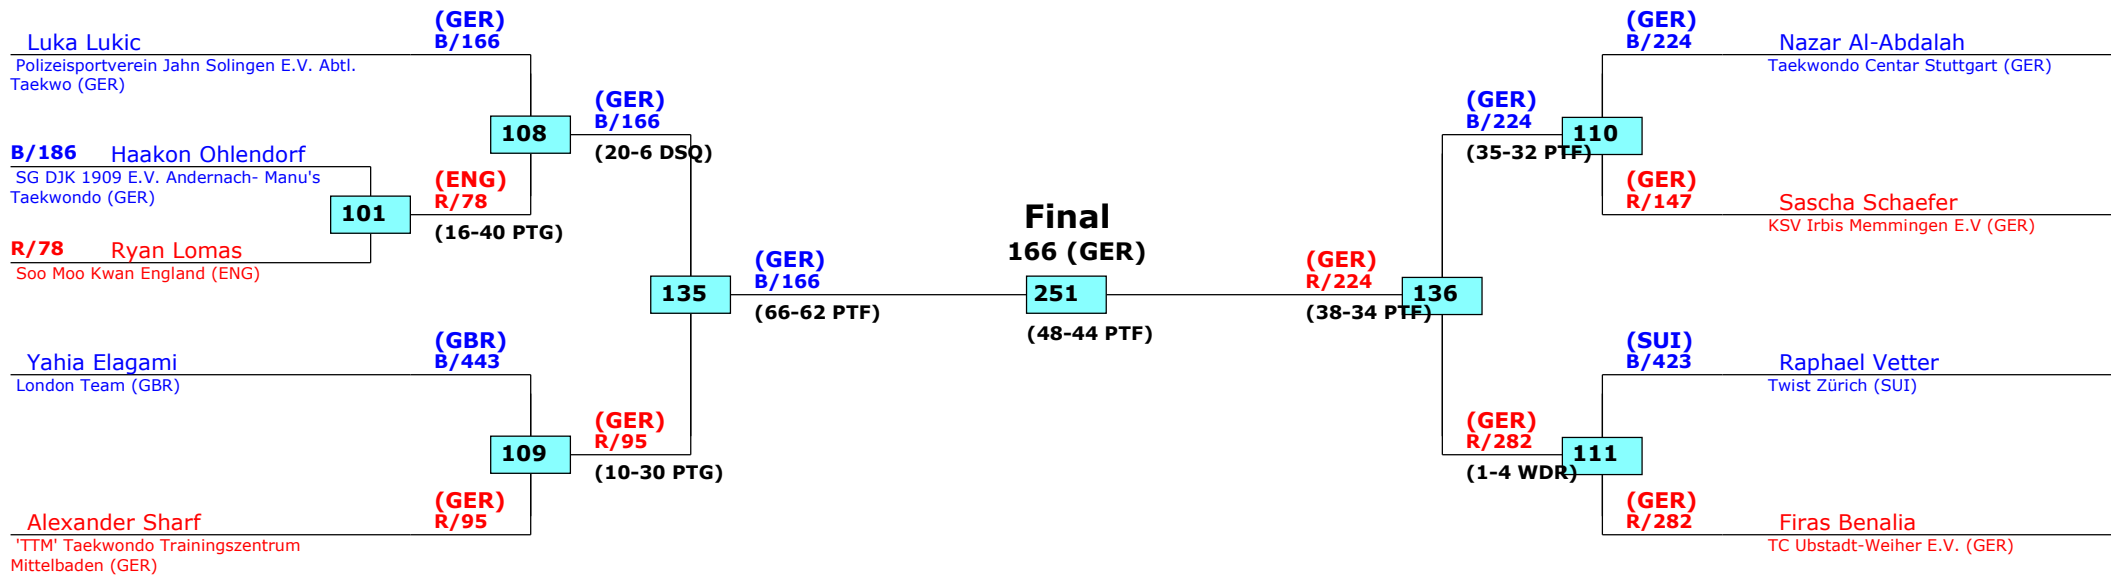 (GER)
B/166
Luka Lukic
Polizeisportverein Jahn Solingen E.V. Abtl.
Taekwo (GER)
108
(GER)
B/166
(20-6 DSQ)
B/186 Haakon Ohlendorf
SG DJK 1909 E.V. Andernach- Manu's
Taekwondo (GER)
101
(ENG)
R/78
(16-40 PTG)
R/78 Ryan Lomas
Soo Moo Kwan England (ENG)
135
(GER)
B/166
(66-62 PTF)
(GBR)
B/443
Yahia Elagami
London Team (GBR)
109
(GER)
R/95
(10-30 PTG)
(GER)
R/95
Alexander Sharf
'TTM' Taekwondo Trainingszentrum
Mittelbaden (GER)
Final
166 (GER)
251
(48-44 PTF)
(GER)
R/224
(38-34 PTF)
136
(GER)
B/224
(35-32 PTF)
110
(GER)
B/224
Nazar Al-Abdalah
Taekwondo Centar Stuttgart (GER)
(GER)
R/147
Sascha Schaefer
KSV Irbis Memmingen E.V (GER)
(GER)
R/282
(1-4 WDR)
111
(SUI)
B/423
Raphael Vetter
Twist Zürich (SUI)
(GER)
R/282
Firas Benalia
TC Ubstadt-Weiher E.V. (GER)